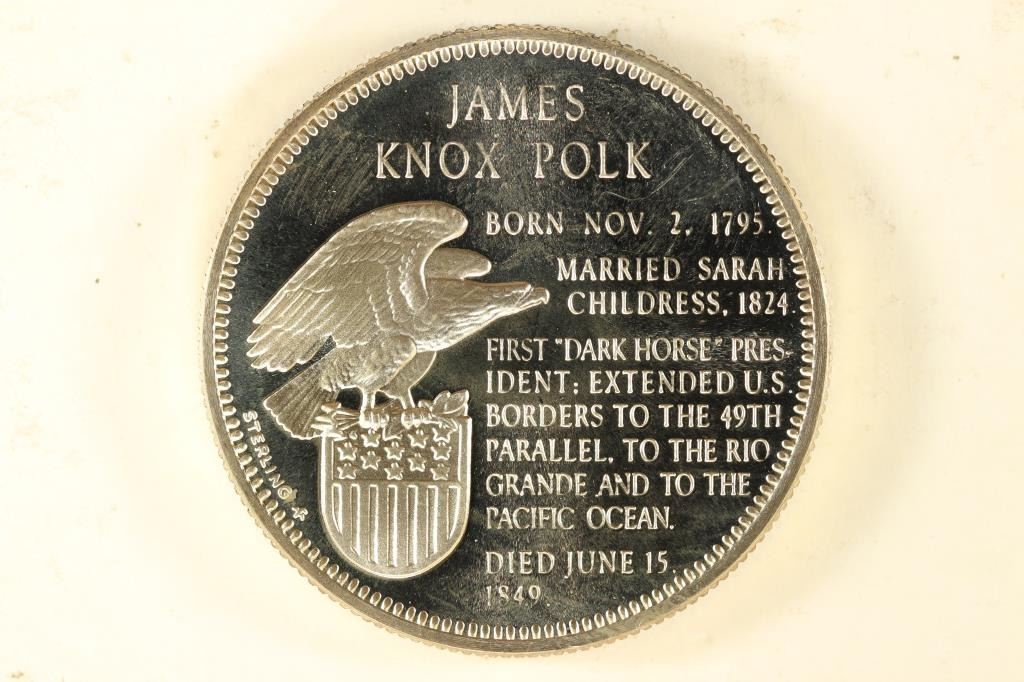 JAMES
KNOX POLK
BORN NOV. 2, 1795.
MARRIED SARAH
CHILDRESS, 1824.
FIRST "DARK HORSE" PRES-
IDENT; EXTENDED U.S.
BORDERS TO THE 49TH
PARALLEL, TO THE RIO
GRANDE AND TO THE
PACIFIC OCEAN.
DIED JUNE 15,
1849.
STERLING